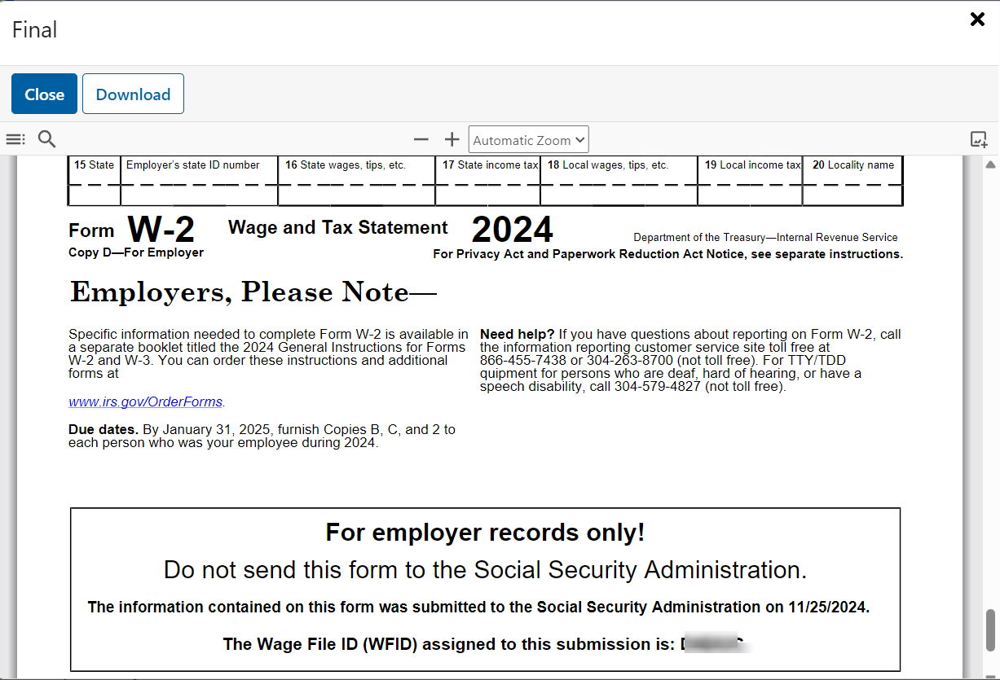 Final
Close
Download
Automatic Zoom
15 State Employer's state ID number 16 State wages, tips, etc. 17 State income tax 18 Local wages, tips, etc. 19 Local income tax 20 Locality name
Form W-2 Wage and Tax Statement 2024 Department of the Treasury—Internal Revenue Service
Copy D—For Employer For Privacy Act and Paperwork Reduction Act Notice, see separate instructions.
Employers, Please Note—
Specific information needed to complete Form W-2 is available in
a separate booklet titled the 2024 General Instructions for Forms
W-2 and W-3. You can order these instructions and additional
forms at
www.irs.gov/OrderForms.
Due dates. By January 31, 2025, furnish Copies B, C, and 2 to
each person who was your employee during 2024.
Need help? If you have questions about reporting on Form W-2, call
the information reporting customer service site toll free at
866-455-7438 or 304-263-8700 (not toll free). For TTY/TDD
quipment for persons who are deaf, hard of hearing, or have a
speech disability, call 304-579-4827 (not toll free).
For employer records only!
Do not send this form to the Social Security Administration.
The information contained on this form was submitted to the Social Security Administration on 11/25/2024.
The Wage File ID (WFID) assigned to this submission is: